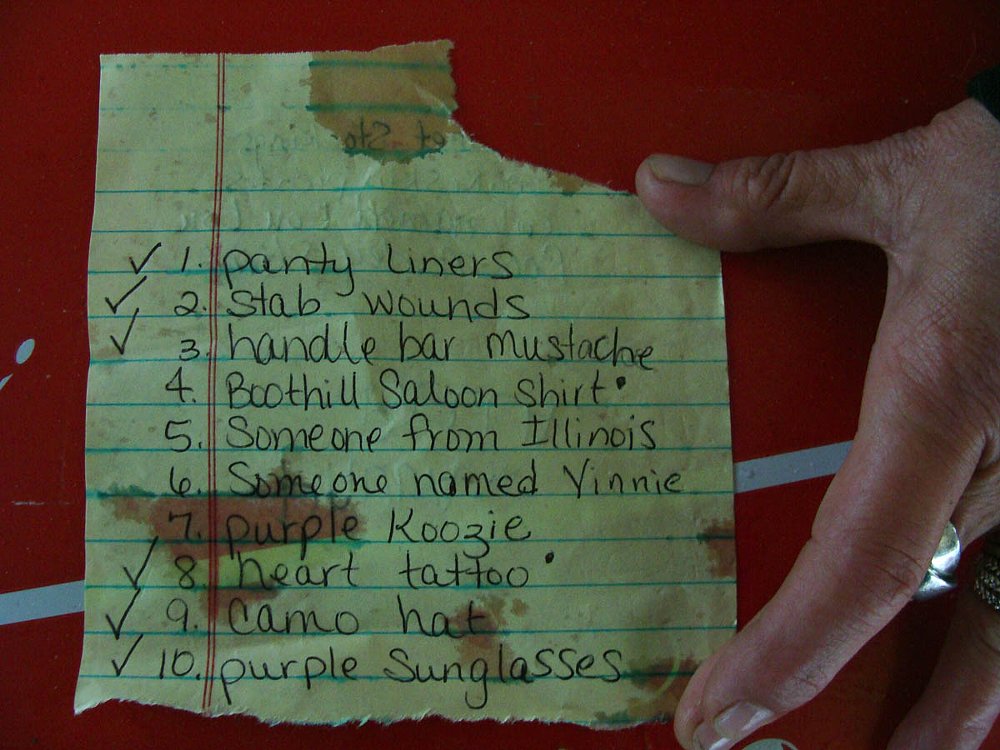 ✓ 1. panty liners
✓ 2. Stab wounds
✓ 3. handle bar mustache
4. Boothill Saloon Shirt
5. Someone from Illinois
6. Someone named Vinnie
7. purple Koozie
✓ 8. heart tattoo
✓ 9. Camo hat
✓ 10. purple Sunglasses